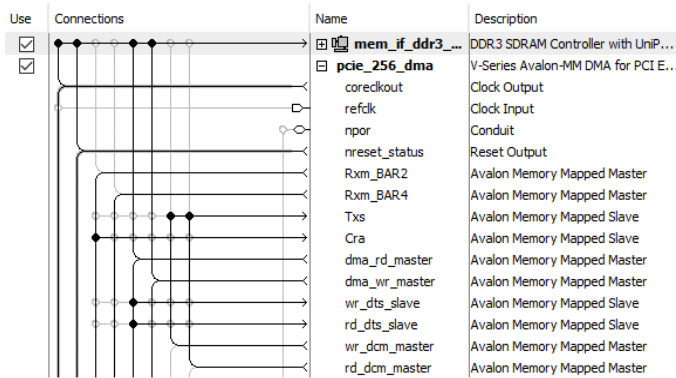 Use Connections Name Description
mem_if_ddr3_... DDR3 SDRAM Controller with UniP...
pcie_256_dma V-Series Avalon-MM DMA for PCI E...
coreclkout Clock Output
refclk Clock Input
npor Conduit
nreset_status Reset Output
Rxm_BAR2 Avalon Memory Mapped Master
Rxm_BAR4 Avalon Memory Mapped Master
Txs Avalon Memory Mapped Slave
Cra Avalon Memory Mapped Slave
dma_rd_master Avalon Memory Mapped Master
dma_wr_master Avalon Memory Mapped Master
wr_dts_slave Avalon Memory Mapped Slave
rd_dts_slave Avalon Memory Mapped Slave
wr_dcm_master Avalon Memory Mapped Master
rd_dcm_master Avalon Memory Mapped Master